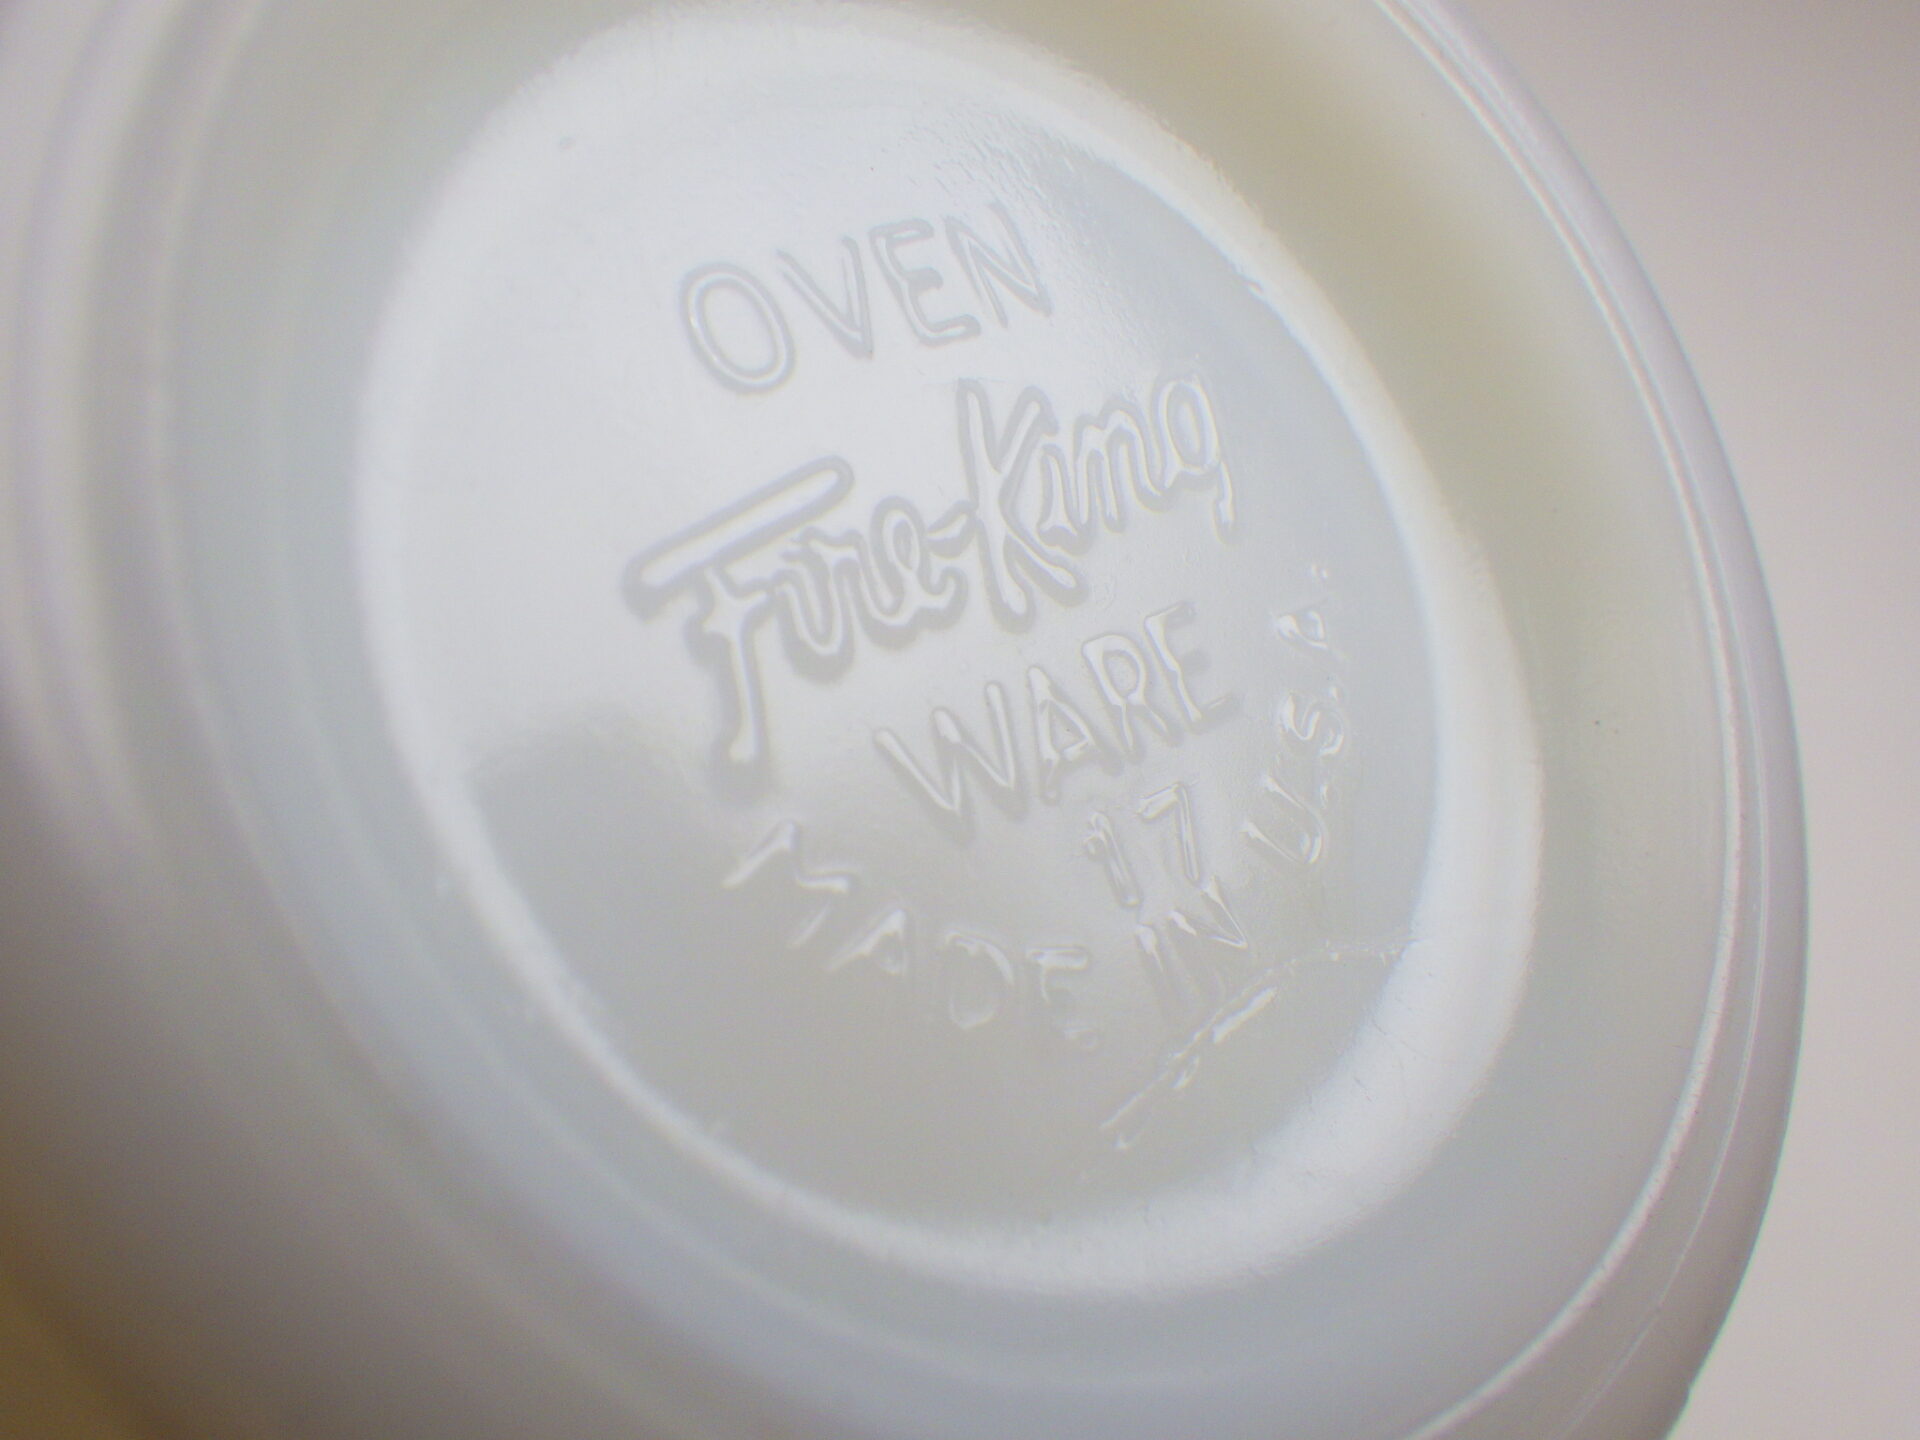 OVEN
Fire-King
WARE
17
MADE IN U.S.A.